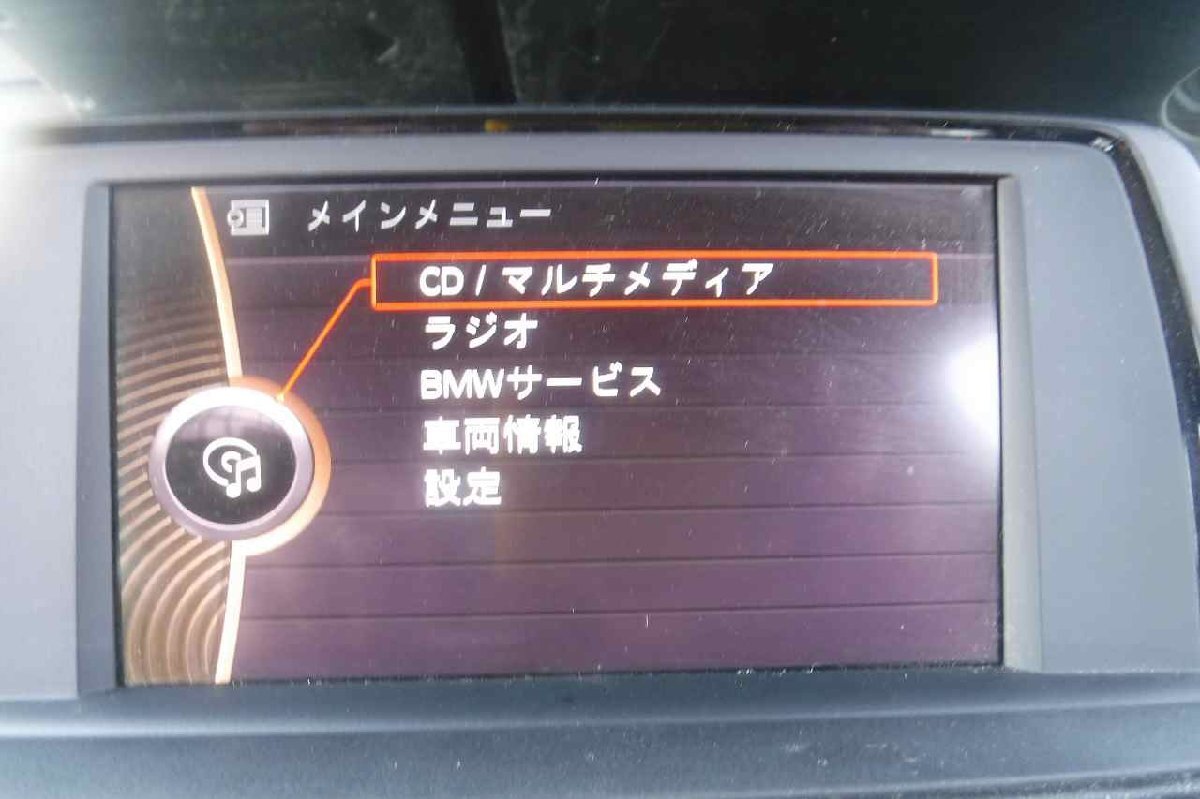 メインメニュー
CD / マルチメディア
ラジオ
BMWサービス
車両情報
設定